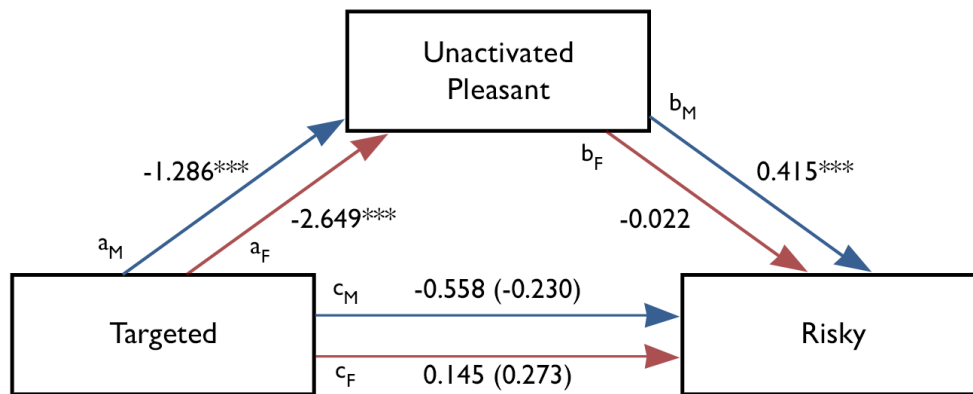 Unactivated
Pleasant
b_M
b_F
-1.286***
0.415***
-2.649***
-0.022
a_M
a_F
c_M
-0.558 (-0.230)
Targeted
Risky
c_F
0.145 (0.273)